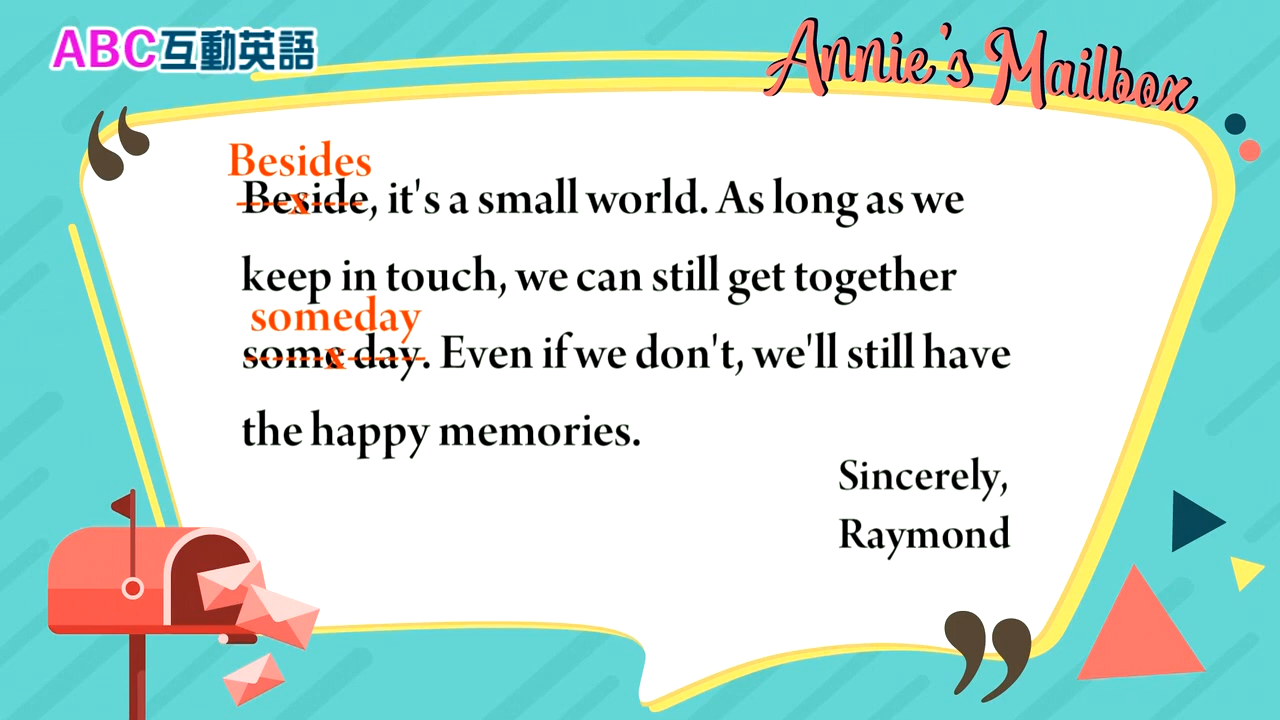 ABC互動英語
Annie's Mailbox
Besides
Beside, it's a small world. As long as we
keep in touch, we can still get together
someday
some day. Even if we don't, we'll still have
the happy memories.
Sincerely,
Raymond